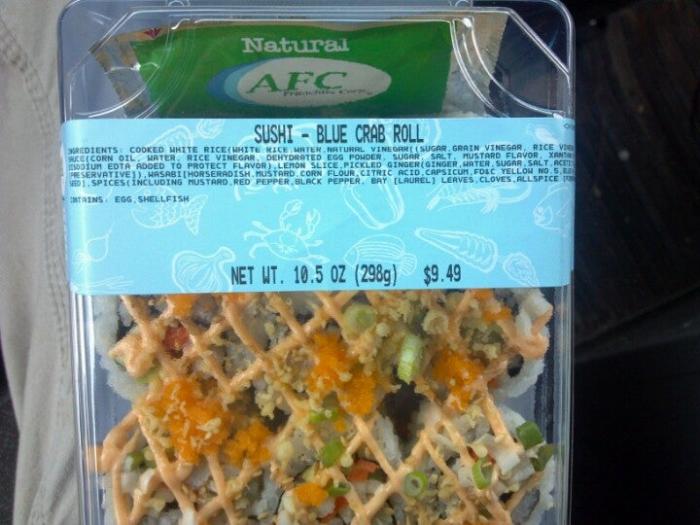 Natural
AFC
Franchise Corp.
SUSHI - BLUE CRAB ROLL
INGREDIENTS: COOKED WHITE RICE(WHITE RICE,WATER,NATURAL VINEGAR((SUGAR,GRAIN VINEGAR, RICE
SAUCE(CORN OIL, WATER, RICE VINEGAR, DEHYDRATED EGG POWDER, SUGAR, SALT, MUSTARD FLAVOR,
DISODIUM EDTA ADDED TO PROTECT FLAVOR),LEMON SLICE,PICKLED GINGER(GINGER,WATER,SUGAR,SALT,
PRESERVATIVE)),WASABI(HORSERADISH,MUSTARD,CORN FLOUR,CITRIC ACID,CAPSICUM,FD&C YELLOW NO.5,
SPICES(INCLUDING MUSTARD,RED PEPPER,BLACK PEPPER, BAY [LAUREL] LEAVES,CLOVES,ALLSPICE
CONTAINS: EGG,SHELLFISH
NET WT. 10.5 OZ (298g) $9.49